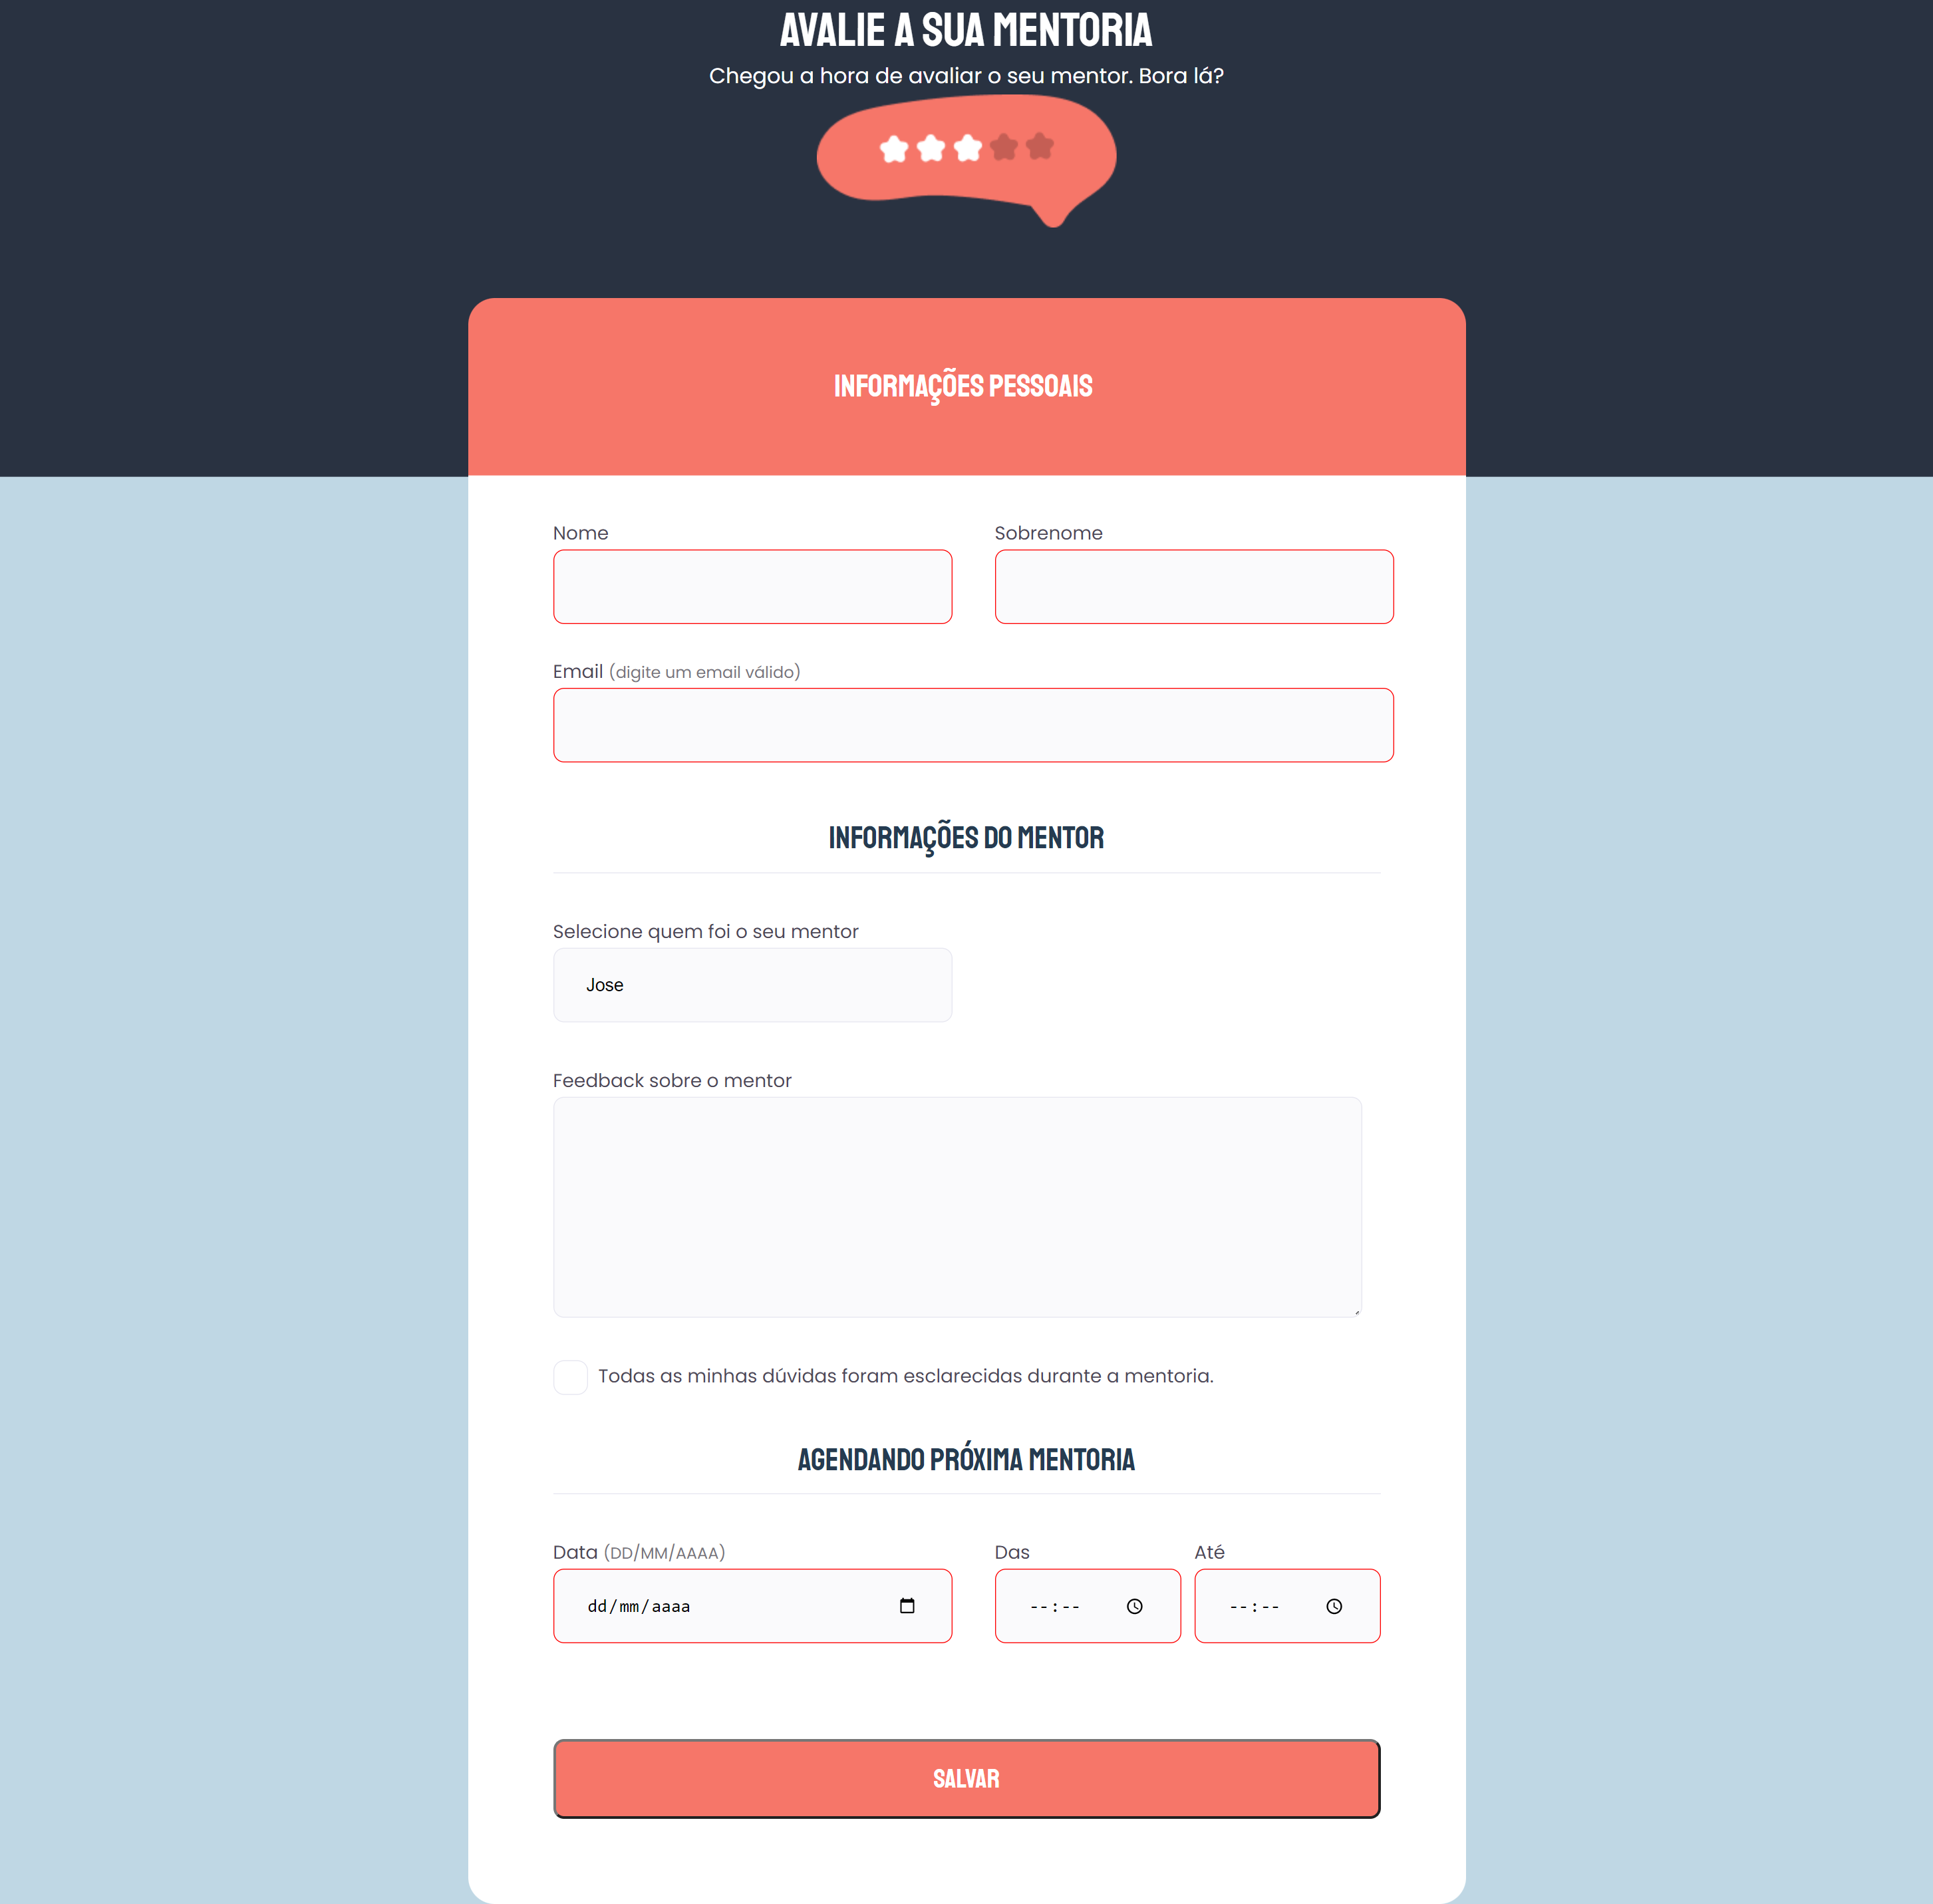 AVALIE A SUA MENTORIA
Chegou a hora de avaliar o seu mentor. Bora lá?
INFORMAÇÕES PESSOAIS
Nome
Sobrenome
Email (digite um email válido)
INFORMAÇÕES DO MENTOR
Selecione quem foi o seu mentor
Jose
Feedback sobre o mentor
Todas as minhas dúvidas foram esclarecidas durante a mentoria.
AGENDANDO PRÓXIMA MENTORIA
Data (DD/MM/AAAA)
Das
Até
dd/mm/aaaa
--:--
--:--
SALVAR